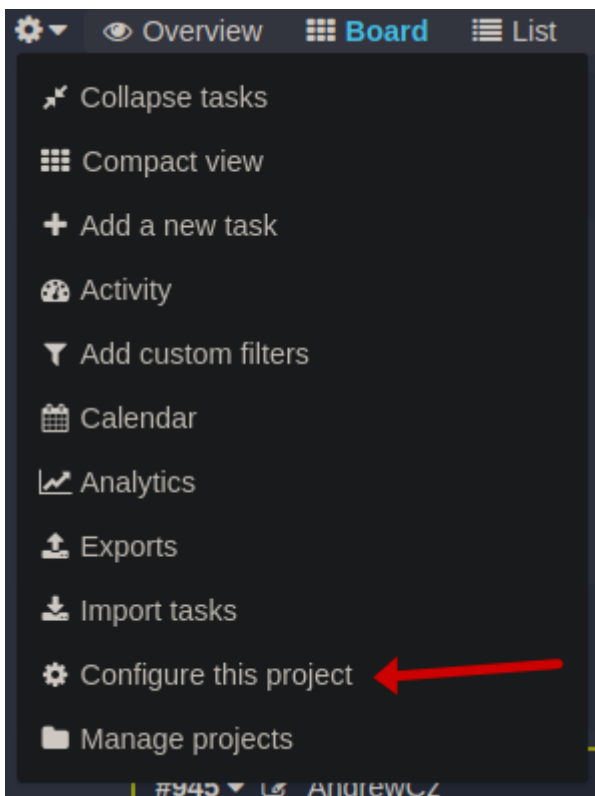 Overview Board List
Collapse tasks
Compact view
Add a new task
Activity
Add custom filters
Calendar
Analytics
Exports
Import tasks
Configure this project
Manage projects
#945 AndrewCz